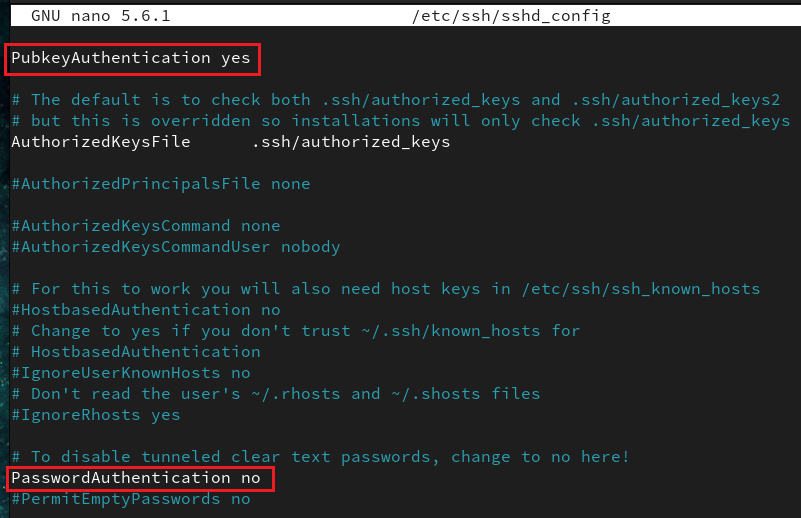 GNU nano 5.6.1 /etc/ssh/sshd_config
PubkeyAuthentication yes
# The default is to check both .ssh/authorized_keys and .ssh/authorized_keys2
# but this is overridden so installations will only check .ssh/authorized_keys
AuthorizedKeysFile .ssh/authorized_keys
#AuthorizedPrincipalsFile none
#AuthorizedKeysCommand none
#AuthorizedKeysCommandUser nobody
# For this to work you will also need host keys in /etc/ssh/ssh_known_hosts
#HostbasedAuthentication no
# Change to yes if you don't trust ~/.ssh/known_hosts for
# HostbasedAuthentication
#IgnoreUserKnownHosts no
# Don't read the user's ~/.rhosts and ~/.shosts files
#IgnoreRhosts yes
# To disable tunneled clear text passwords, change to no here!
PasswordAuthentication no
#PermitEmptyPasswords no